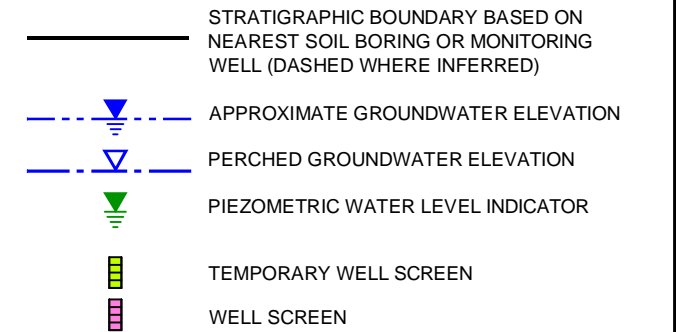 STRATIGRAPHIC BOUNDARY BASED ON
NEAREST SOIL BORING OR MONITORING
WELL (DASHED WHERE INFERRED)
APPROXIMATE GROUNDWATER ELEVATION
PERCHED GROUNDWATER ELEVATION
PIEZOMETRIC WATER LEVEL INDICATOR
TEMPORARY WELL SCREEN
WELL SCREEN